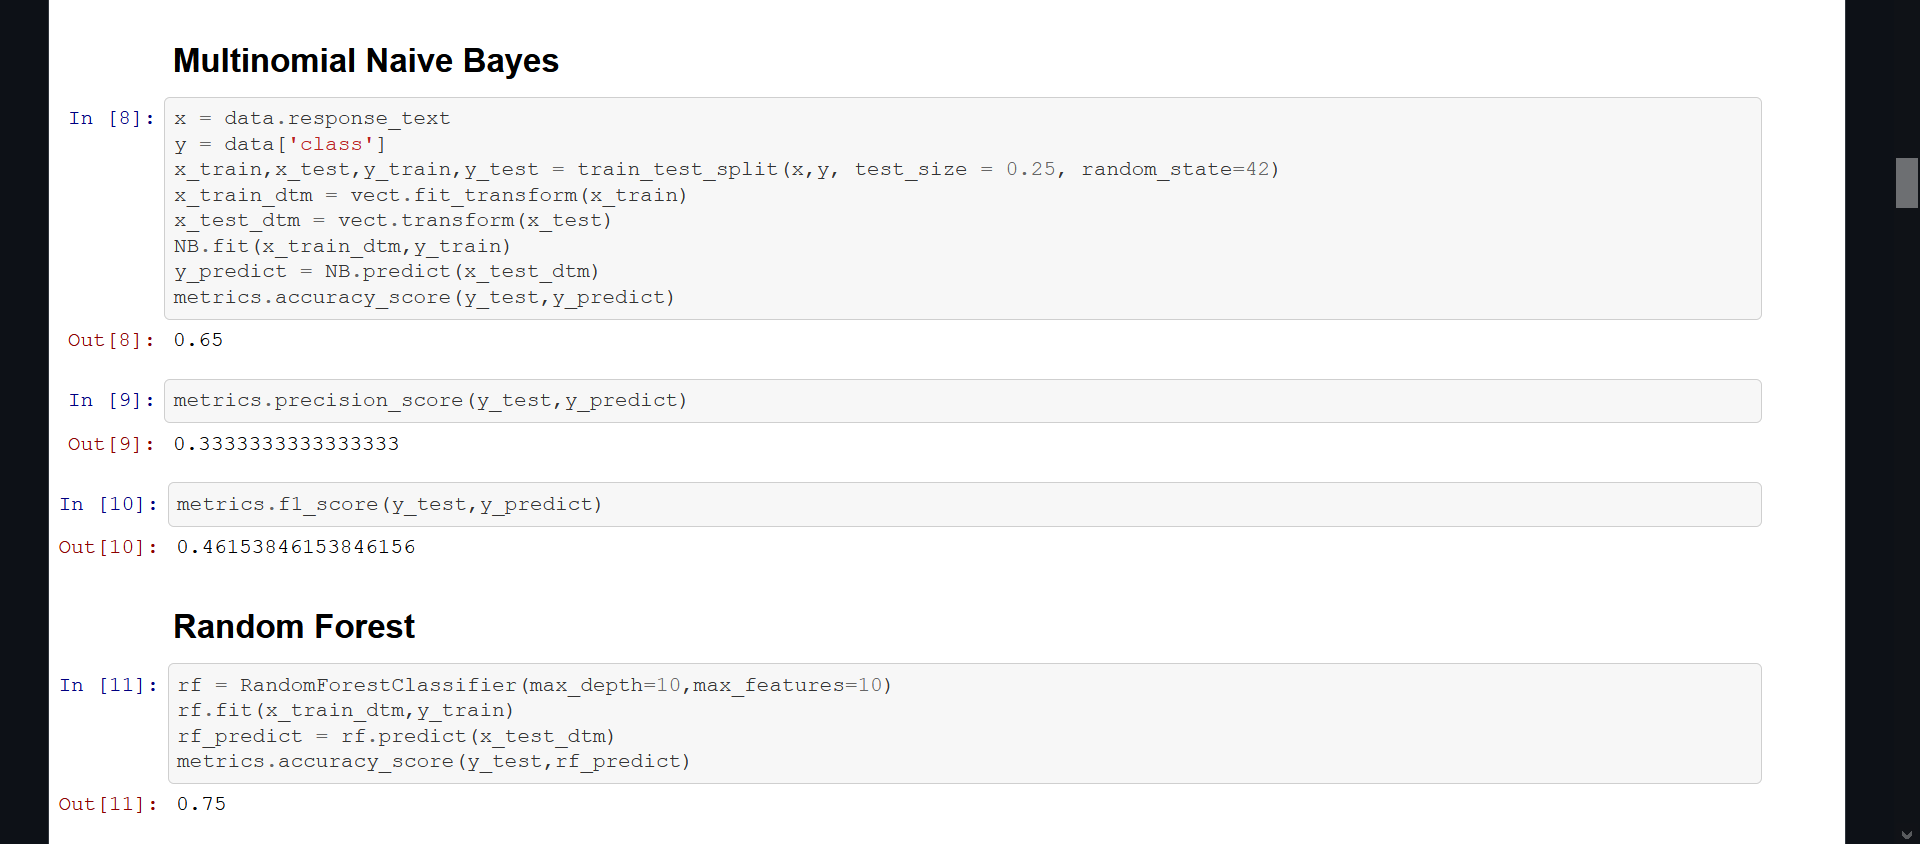 Multinomial Naive Bayes
In [8]: x = data.response_text
y = data['class']
x_train,x_test,y_train,y_test = train_test_split(x,y, test_size = 0.25, random_state=42)
x_train_dtm = vect.fit_transform(x_train)
x_test_dtm = vect.transform(x_test)
NB.fit(x_train_dtm,y_train)
y_predict = NB.predict(x_test_dtm)
metrics.accuracy_score(y_test,y_predict)
Out[8]: 0.65
In [9]: metrics.precision_score(y_test,y_predict)
Out[9]: 0.3333333333333333
In [10]: metrics.f1_score(y_test,y_predict)
Out[10]: 0.46153846153846156
Random Forest
In [11]: rf = RandomForestClassifier(max_depth=10,max_features=10)
rf.fit(x_train_dtm,y_train)
rf_predict = rf.predict(x_test_dtm)
metrics.accuracy_score(y_test,rf_predict)
Out[11]: 0.75